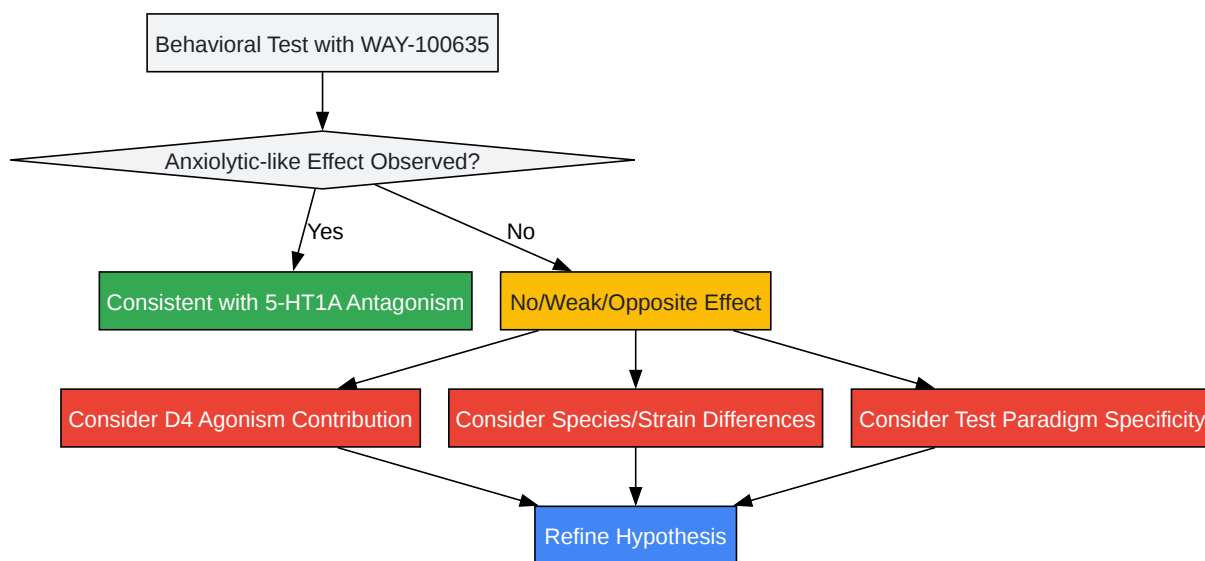 Behavioral Test with WAY-100635
Anxiolytic-like Effect Observed?
Yes
No
Consistent with 5-HT1A Antagonism
No/Weak/Opposite Effect
Consider D4 Agonism Contribution
Consider Species/Strain Differences
Consider Test Paradigm Specificity
Refine Hypothesis